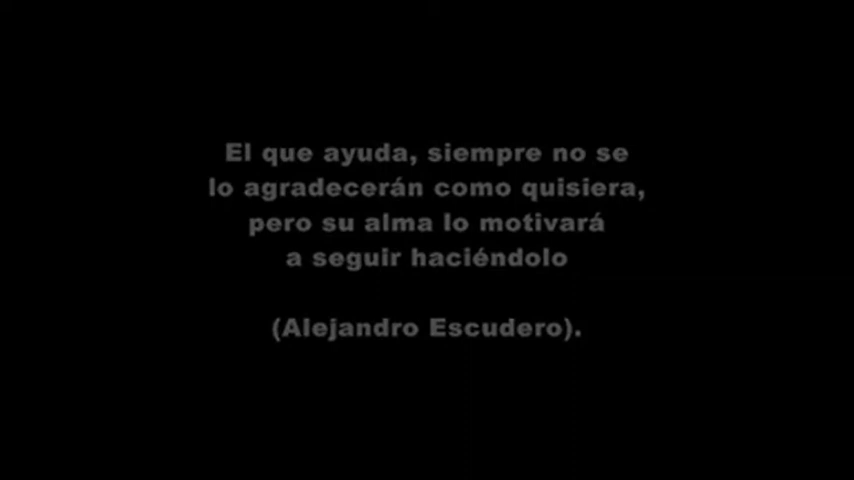 El que ayuda, siempre no se
lo agradecerán como quisiera,
pero su alma lo motivará
a seguir haciéndolo
(Alejandro Escudero).